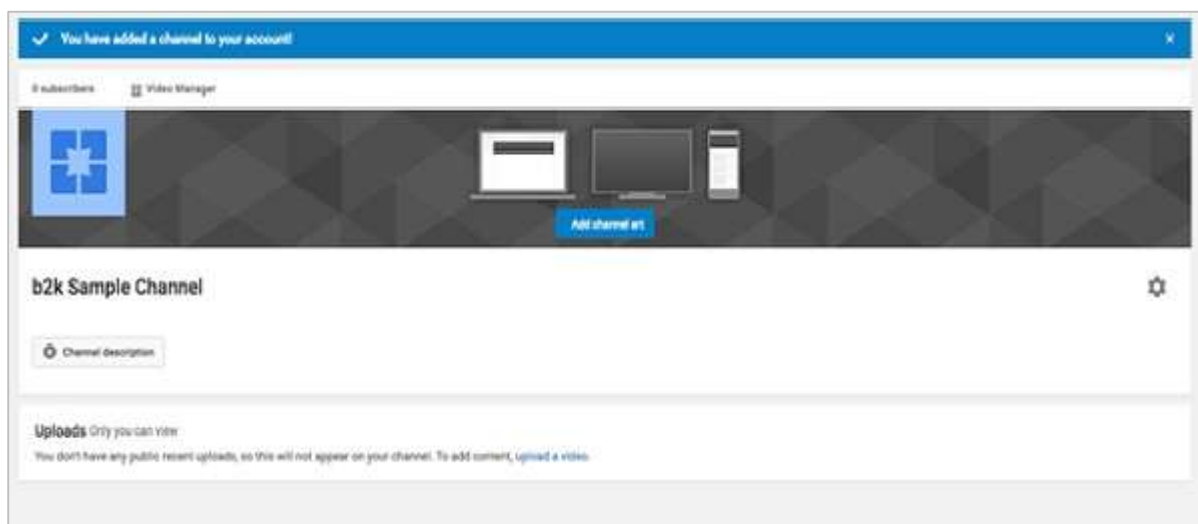 You have added a channel to your account!
0 subscribers Video Manager
Add channel art
b2k Sample Channel
Channel description
Uploads Only you can view
You don't have any public recent uploads, so this will not appear on your channel. To add content, upload a video.